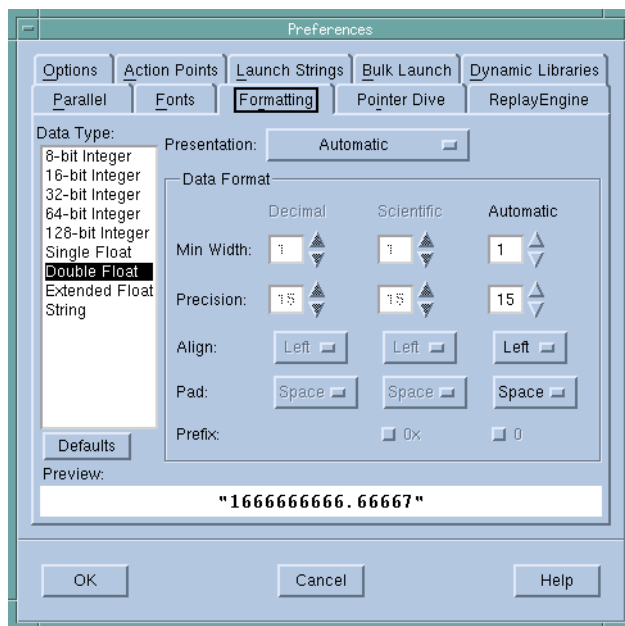 Preferences
Options Action Points Launch Strings Bulk Launch Dynamic Libraries
Parallel Fonts Formatting Pointer Dive ReplayEngine
Data Type:
8-bit Integer
16-bit Integer
32-bit Integer
64-bit Integer
128-bit Integer
Single Float
Double Float
Extended Float
String
Defaults
Presentation: Automatic
Data Format
Decimal Scientific Automatic
Min Width: 1 1 1
Precision: 15 15 15
Align: Left Left Left
Pad: Space Space Space
Prefix: 0x 0
Preview:
"1666666666.66667"
OK Cancel Help